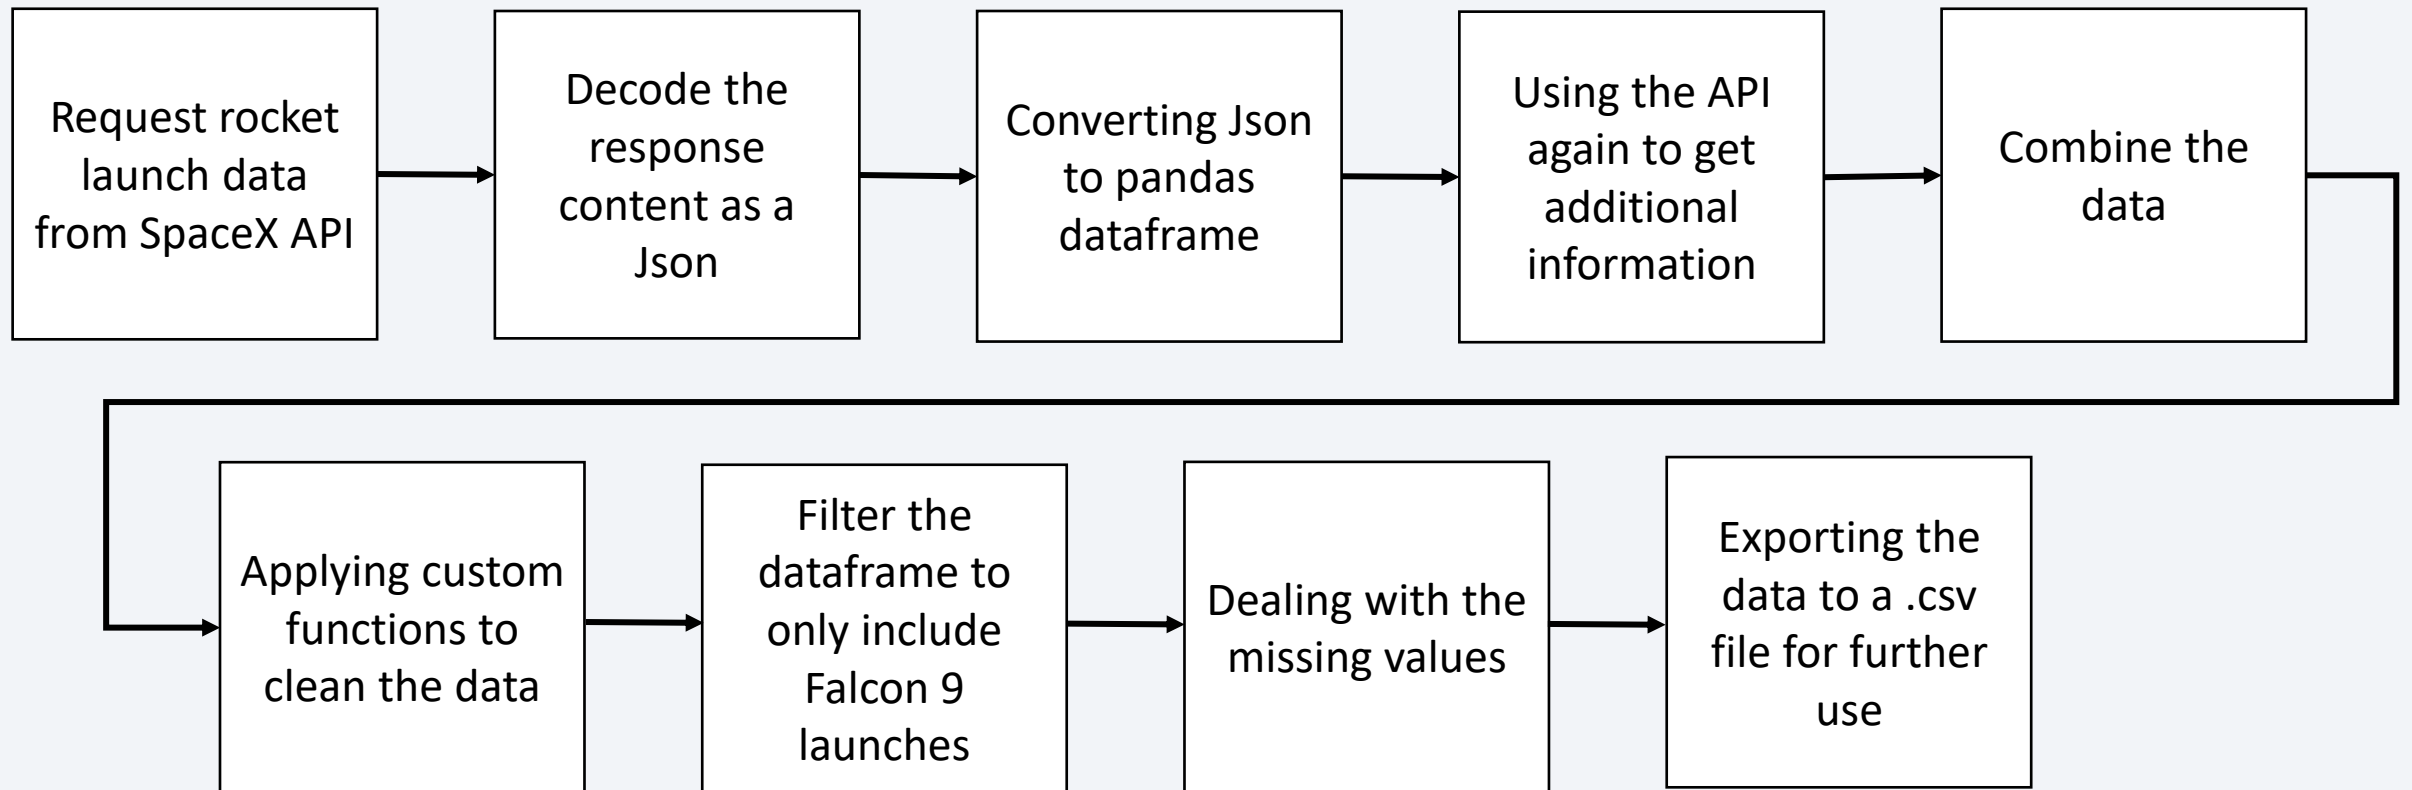 Request rocket
launch data
from SpaceX API
Decode the
response
content as a
Json
Converting Json
to pandas
dataframe
Using the API
again to get
additional
information
Combine the
data
Applying custom
functions to
clean the data
Filter the
dataframe to
only include
Falcon 9
launches
Dealing with the
missing values
Exporting the
data to a .csv
file for further
use